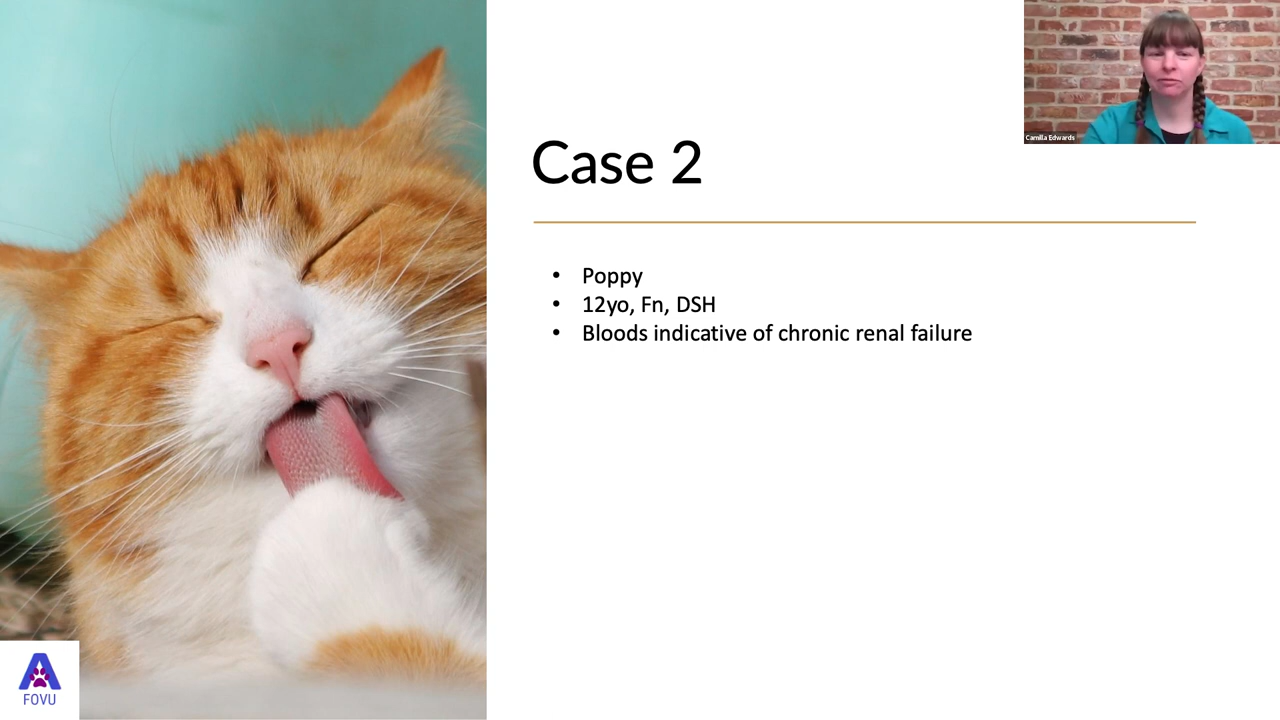 Camilla Edwards
Case 2
• Poppy
• 12yo, Fn, DSH
• Bloods indicative of chronic renal failure
FOVU